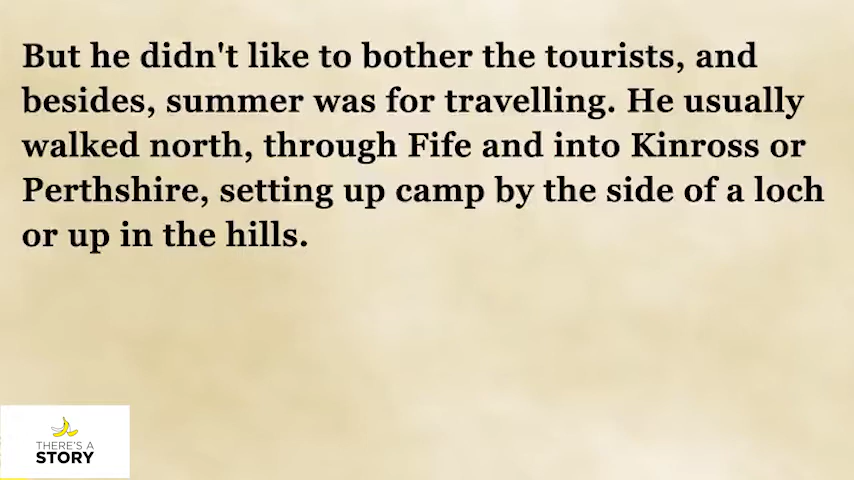 But he didn't like to bother the tourists, and
besides, summer was for travelling. He usually
walked north, through Fife and into Kinross or
Perthshire, setting up camp by the side of a loch
or up in the hills.
THERE'S A
STORY